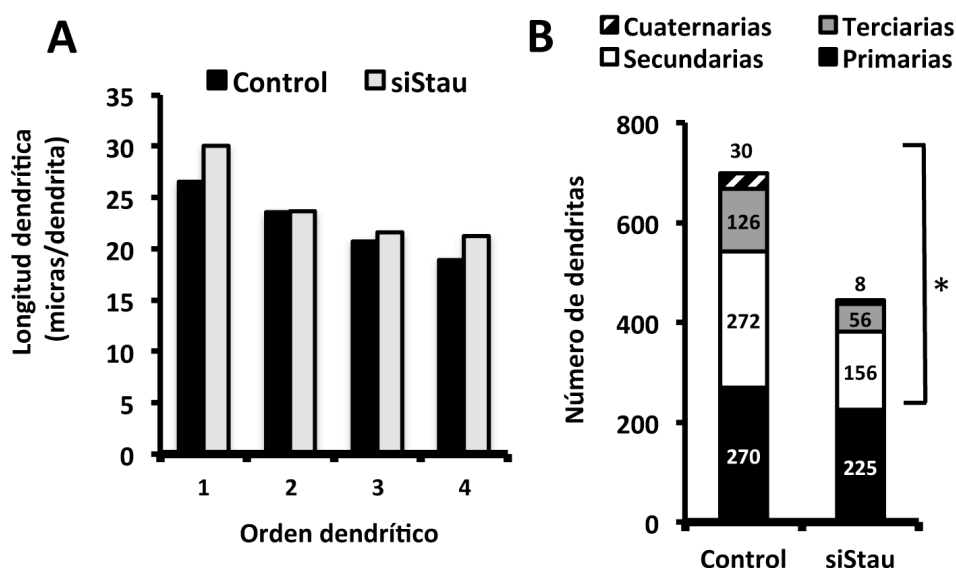 A
Control siStau
Longitud dendrítica
(micras/dendrita)
35
30
25
20
15
10
5
0
1 2 3 4
Orden dendrítico
B
Cuaternarias Terciarias
Secundarias Primarias
Número de dendritas
800
600
400
200
0
30
126
272
270
8
56
156
225
*
Control siStau